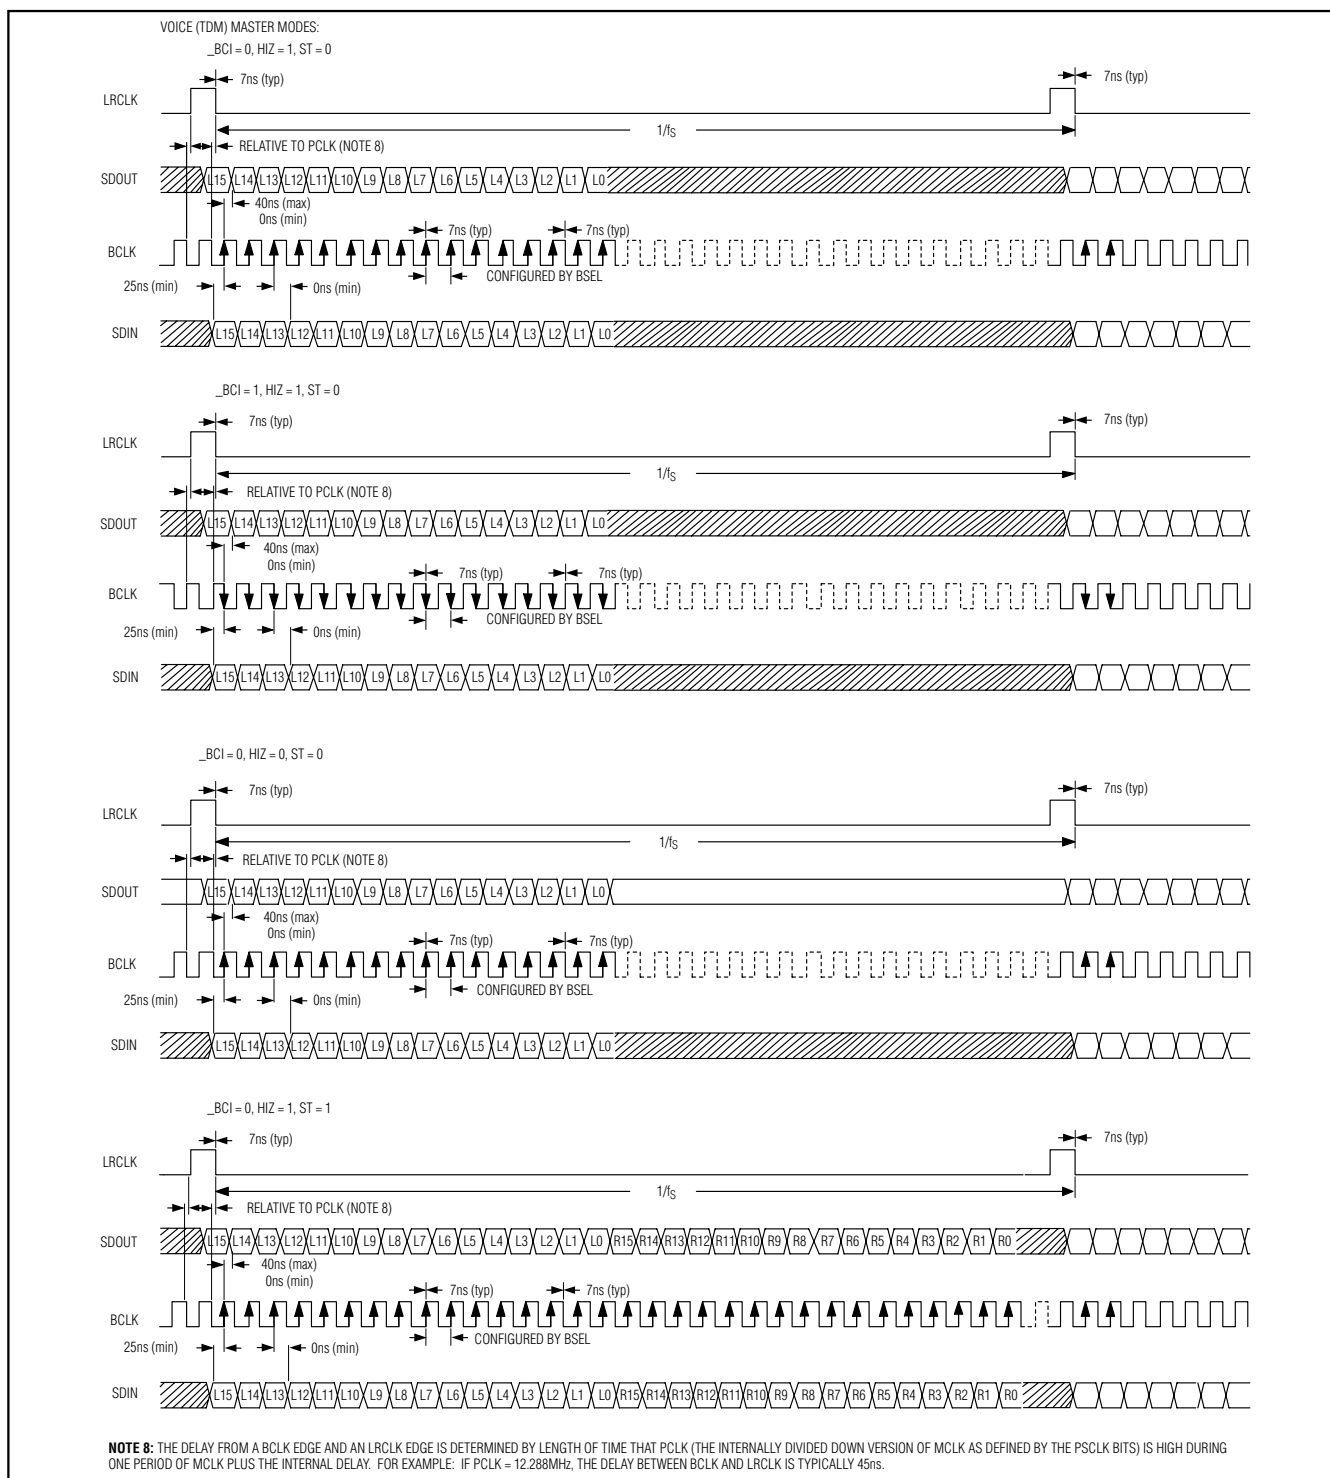 VOICE (TDM) MASTER MODES:
_BCI = 0, HIZ = 1, ST = 0
7ns (typ) 7ns (typ)
LRCLK
1/fS
RELATIVE TO PCLK (NOTE 8)
SDOUT L15 L14 L13 L12 L11 L10 L9 L8 L7 L6 L5 L4 L3 L2 L1 L0
40ns (max)
0ns (min)
7ns (typ) 7ns (typ)
BCLK
CONFIGURED BY BSEL
25ns (min) 0ns (min)
SDIN L15 L14 L13 L12 L11 L10 L9 L8 L7 L6 L5 L4 L3 L2 L1 L0
_BCI = 1, HIZ = 1, ST = 0
7ns (typ) 7ns (typ)
LRCLK
1/fS
RELATIVE TO PCLK (NOTE 8)
SDOUT L15 L14 L13 L12 L11 L10 L9 L8 L7 L6 L5 L4 L3 L2 L1 L0
40ns (max)
0ns (min)
7ns (typ) 7ns (typ)
BCLK
CONFIGURED BY BSEL
25ns (min) 0ns (min)
SDIN L15 L14 L13 L12 L11 L10 L9 L8 L7 L6 L5 L4 L3 L2 L1 L0
_BCI = 0, HIZ = 0, ST = 0
7ns (typ) 7ns (typ)
LRCLK
1/fS
RELATIVE TO PCLK (NOTE 8)
SDOUT L15 L14 L13 L12 L11 L10 L9 L8 L7 L6 L5 L4 L3 L2 L1 L0
40ns (max)
0ns (min)
7ns (typ) 7ns (typ)
BCLK
CONFIGURED BY BSEL
25ns (min) 0ns (min)
SDIN L15 L14 L13 L12 L11 L10 L9 L8 L7 L6 L5 L4 L3 L2 L1 L0
_BCI = 0, HIZ = 1, ST = 1
7ns (typ) 7ns (typ)
LRCLK
1/fS
RELATIVE TO PCLK (NOTE 8)
SDOUT L15 L14 L13 L12 L11 L10 L9 L8 L7 L6 L5 L4 L3 L2 L1 L0 R15 R14 R13 R12 R11 R10 R9 R8 R7 R6 R5 R4 R3 R2 R1 R0
40ns (max)
0ns (min)
7ns (typ) 7ns (typ)
BCLK
CONFIGURED BY BSEL
25ns (min) 0ns (min)
SDIN L15 L14 L13 L12 L11 L10 L9 L8 L7 L6 L5 L4 L3 L2 L1 L0 R15 R14 R13 R12 R11 R10 R9 R8 R7 R6 R5 R4 R3 R2 R1 R0
NOTE 8: THE DELAY FROM A BCLK EDGE AND AN LRCLK EDGE IS DETERMINED BY LENGTH OF TIME THAT PCLK (THE INTERNALLY DIVIDED DOWN VERSION OF MCLK AS DEFINED BY THE PSCLK BITS) IS HIGH DURING
ONE PERIOD OF MCLK PLUS THE INTERNAL DELAY. FOR EXAMPLE: IF PCLK = 12.288MHz, THE DELAY BETWEEN BCLK AND LRCLK IS TYPICALLY 45ns.